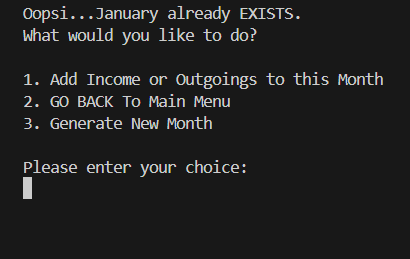 Oopsi...January already EXISTS.
What would you like to do?
1. Add Income or Outgoings to this Month
2. GO BACK To Main Menu
3. Generate New Month
Please enter your choice: